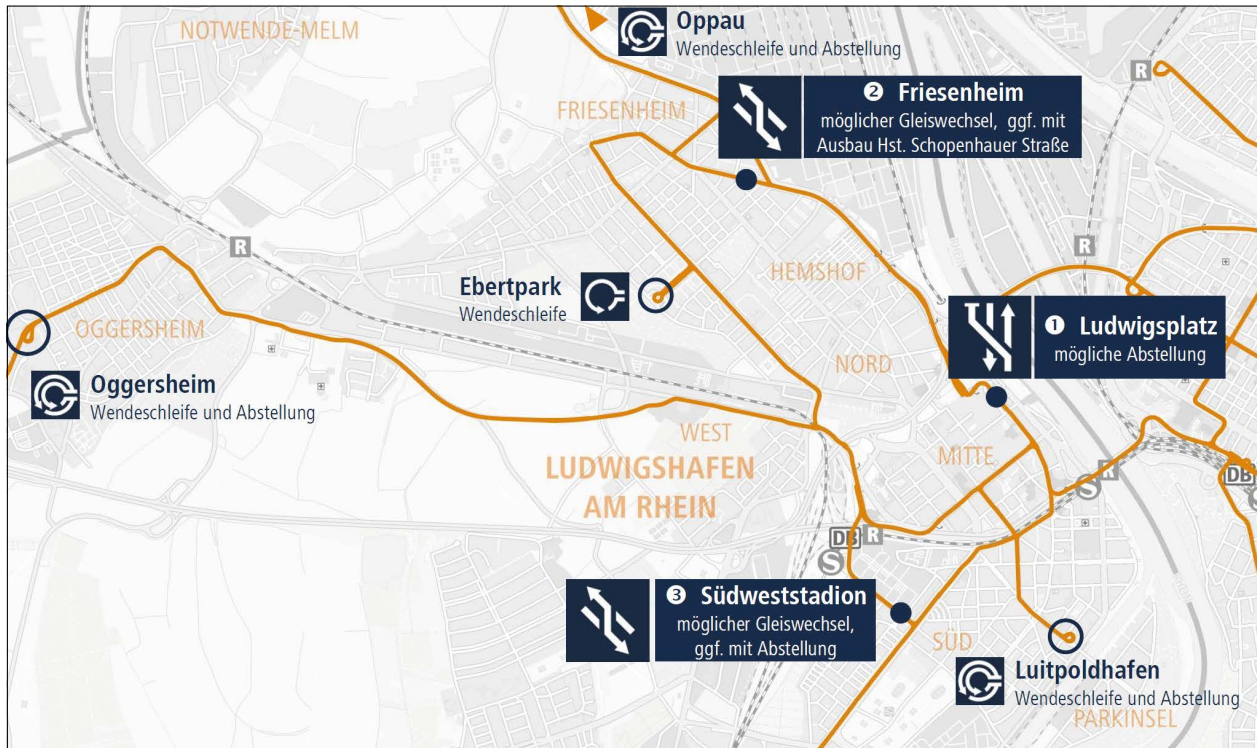 NOTWENDE-MELM
Oppau
Wendeschleife und Abstellung
R
FRIESENHEIM
❷ Friesenheim
möglicher Gleiswechsel, ggf. mit
Ausbau Hst. Schopenhauer Straße
R
R
HEMSHOF
Ebertpark
Wendeschleife
OGGERSHEIM
❶ Ludwigsplatz
mögliche Abstellung
Oggersheim
Wendeschleife und Abstellung
NORD
WEST
MITTE
LUDWIGSHAFEN
AM RHEIN
R
S
DB
S
DB R
S
❸ Südweststadion
möglicher Gleiswechsel,
ggf. mit Abstellung
SÜD
Luitpoldhafen
Wendeschleife und Abstellung
PARKINSEL